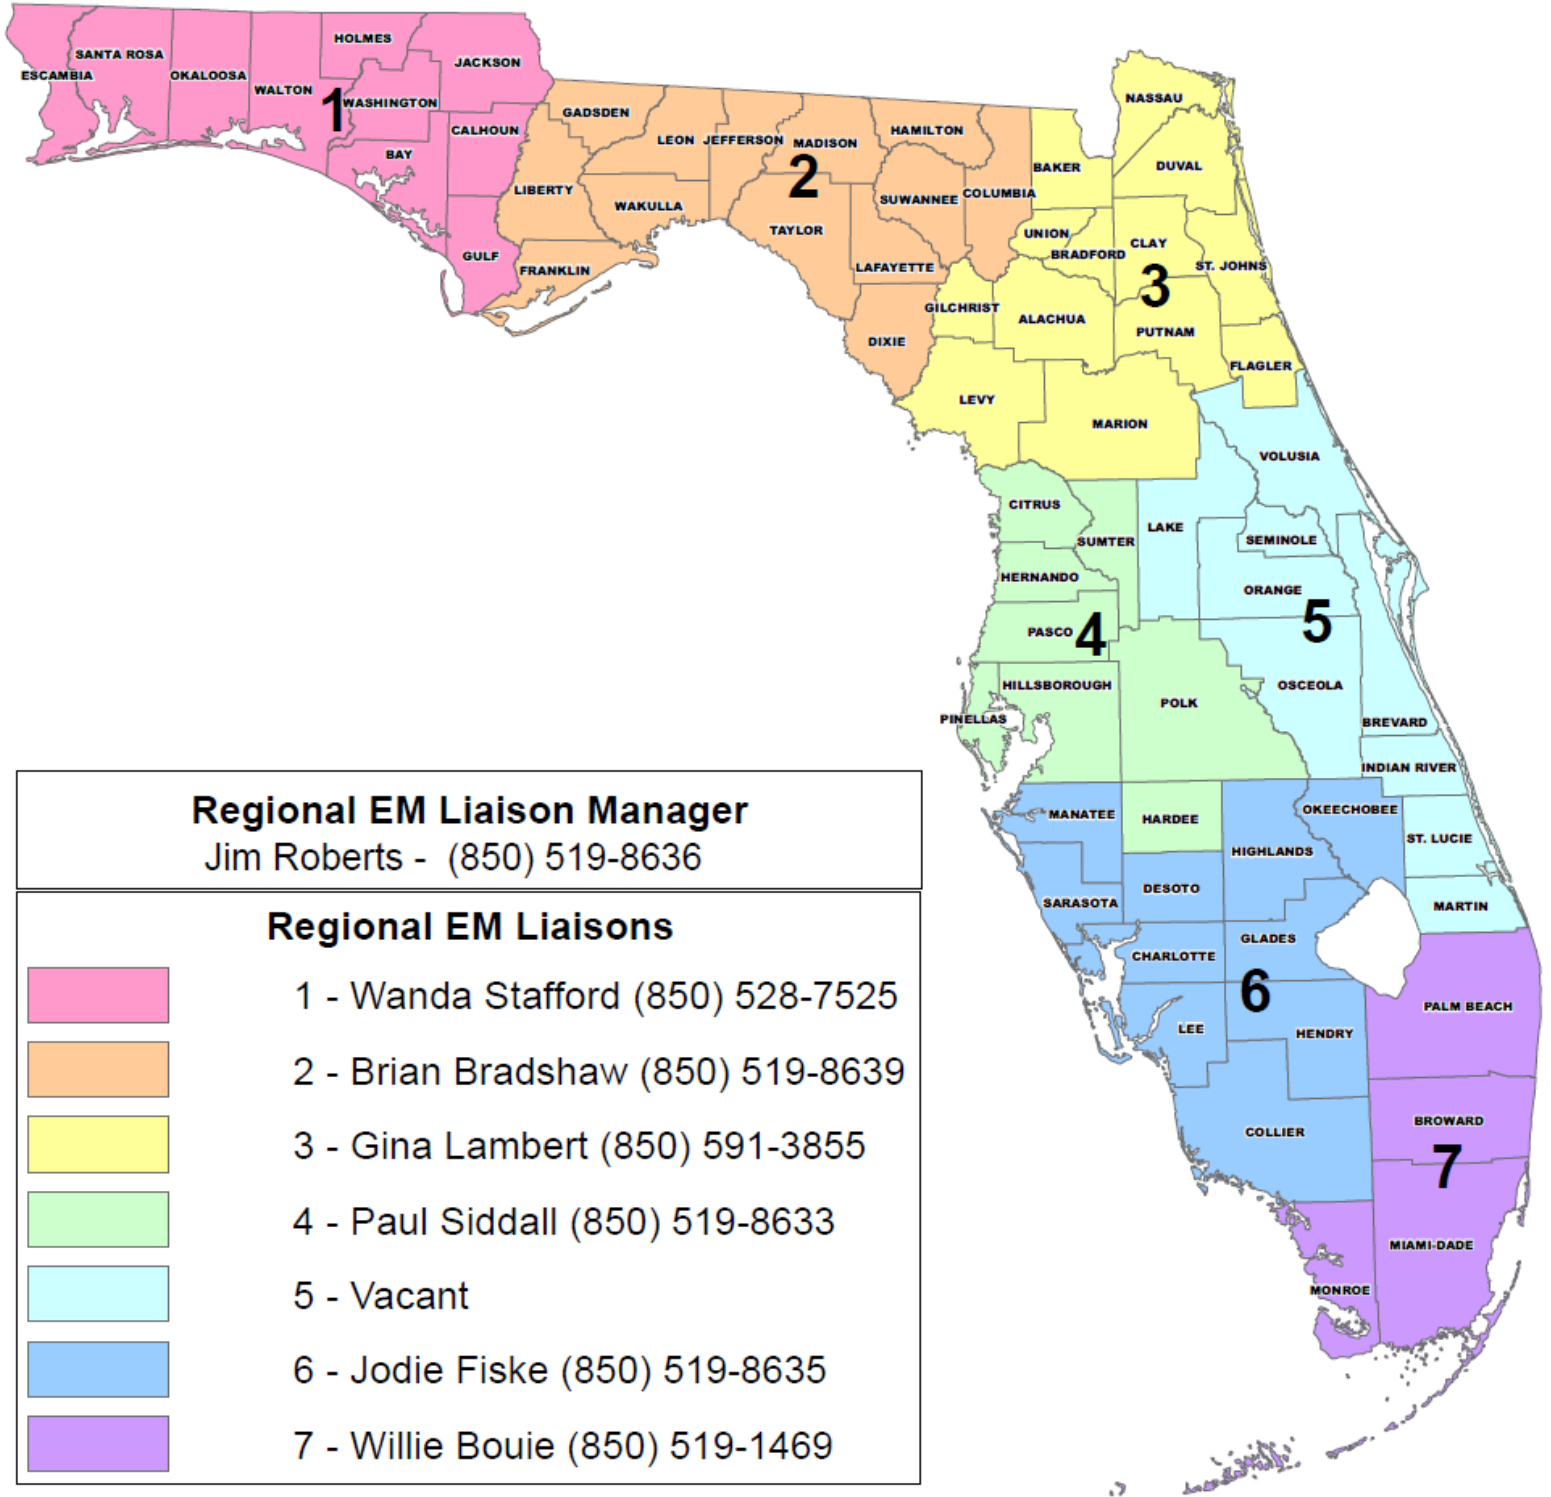 HOLMES
SANTA ROSA
JACKSON
ESCAMBIA
OKALOOSA
WALTON
1
WASHINGTON
CALHOUN
BAY
GULF
GADSDEN
LEON
JEFFERSON
MADISON
HAMILTON
2
LIBERTY
WAKULLA
SUWANNEE
COLUMBIA
TAYLOR
LAFAYETTE
FRANKLIN
DIXIE
NASSAU
BAKER
DUVAL
UNION
BRADFORD
CLAY
ST. JOHNS
3
GILCHRIST
ALACHUA
PUTNAM
FLAGLER
LEVY
MARION
VOLUSIA
CITRUS
SUMTER
LAKE
SEMINOLE
HERNANDO
ORANGE
5
PASCO
4
HILLSBOROUGH
POLK
OSCEOLA
PINELLAS
BREVARD
INDIAN RIVER
MANATEE
HARDEE
OKEECHOBEE
HIGHLANDS
ST. LUCIE
DESOTO
SARASOTA
MARTIN
CHARLOTTE
GLADES
6
LEE
HENDRY
PALM BEACH
COLLIER
BROWARD
7
MIAMI-DADE
MONROE
Regional EM Liaison Manager
Jim Roberts - (850) 519-8636
Regional EM Liaisons
1 - Wanda Stafford (850) 528-7525
2 - Brian Bradshaw (850) 519-8639
3 - Gina Lambert (850) 591-3855
4 - Paul Siddall (850) 519-8633
5 - Vacant
6 - Jodie Fiske (850) 519-8635
7 - Willie Bouie (850) 519-1469